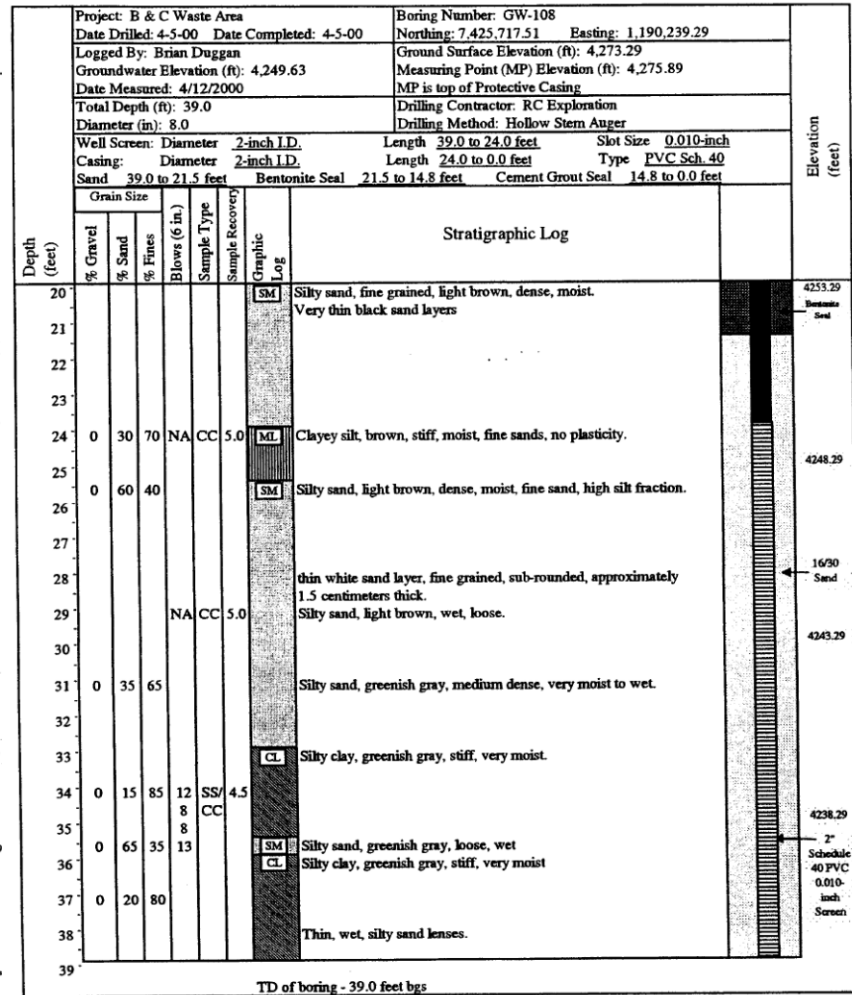 Project: B & C Waste Area Boring Number: GW-108
Date Drilled: 4-5-00 Date Completed: 4-5-00 Northing: 7,425,717.51 Easting: 1,190,239.29
Logged By: Brian Duggan Ground Surface Elevation (ft): 4,273.29
Groundwater Elevation (ft): 4,249.63 Measuring Point (MP) Elevation (ft): 4,275.89
Date Measured: 4/12/2000 MP is top of Protective Casing
Total Depth (ft): 39.0 Drilling Contractor: RC Exploration
Diameter (in): 8.0 Drilling Method: Hollow Stem Auger
Well Screen: Diameter 2-inch I.D. Length 39.0 to 24.0 feet Slot Size 0.010-inch
Casing: Diameter 2-inch I.D. Length 24.0 to 0.0 feet Type PVC Sch. 40
Sand 39.0 to 21.5 feet Bentonite Seal 21.5 to 14.8 feet Cement Grout Seal 14.8 to 0.0 feet
Elevation
(feet)
Depth
(feet)
Grain Size
% Gravel
% Sand
% Fines
Blows (6 in.)
Sample Type
Sample Recovery
Graphic
Log
Stratigraphic Log
20 SM Silty sand, fine grained, light brown, dense, moist. 4253.29
Very thin black sand layers Bentonite
Seal
21
22
23
24 0 30 70 NA CC 5.0 ML Clayey silt, brown, stiff, moist, fine sands, no plasticity.
4248.29
25
0 60 40 SM Silty sand, light brown, dense, moist, fine sand, high silt fraction.
26
27
28 thin white sand layer, fine grained, sub-rounded, approximately 16/30
1.5 centimeters thick. Sand
29 NA CC 5.0 Silty sand, light brown, wet, loose.
4243.29
30
31 0 35 65 Silty sand, greenish gray, medium dense, very moist to wet.
32
33 CL Silty clay, greenish gray, stiff, very moist.
34 0 15 85 12 SS/ 4.5
8 CC 4238.29
35 8
0 65 35 13 SM Silty sand, greenish gray, loose, wet 2"
36 CL Silty clay, greenish gray, stiff, very moist Schedule
40 PVC
37 0 20 80 0.010-
inch
Screen
38 Thin, wet, silty sand lenses.
39
TD of boring - 39.0 feet bgs